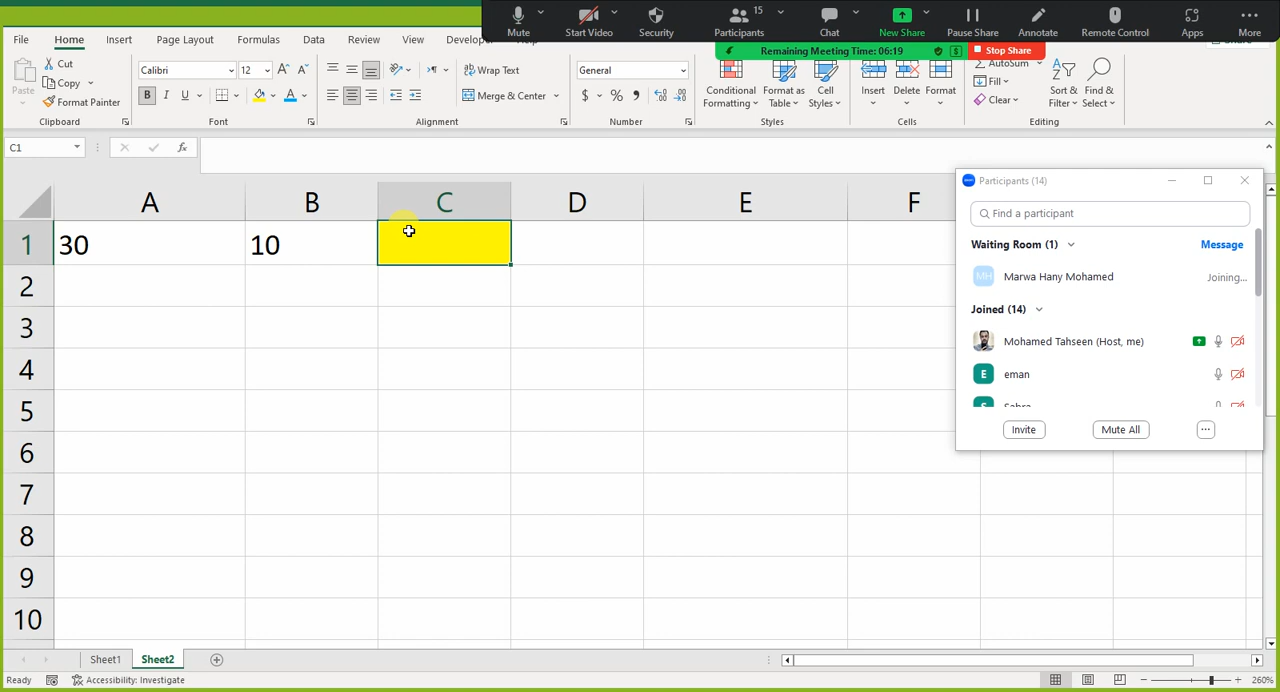 15
Mute
Start Video
Security
Participants
Chat
New Share
Pause Share
Annotate
Remote Control
Apps
More
Remaining Meeting Time: 06:19
Stop Share
File
Home
Insert
Page Layout
Formulas
Data
Review
View
Paste
Cut
Copy
Format Painter
Clipboard
Calibri
12
B I U
Font
Wrap Text
Merge & Center
Alignment
General
$ % ,
Number
Conditional Formatting
Format as Table
Cell Styles
Styles
Insert
Delete
Format
Cells
AutoSum
Fill
Clear
Sort & Filter
Find & Select
Editing
C1
fx
A B C D E F
1 30 10
2
3
4
5
6
7
8
9
10
Participants (14)
Find a participant
Waiting Room (1)
Message
MH Marwa Hany Mohamed Joining...
Joined (14)
Mohamed Tahseen (Host, me)
E eman
Invite
Mute All
Sheet1
Sheet2
Ready
Accessibility: Investigate
260%